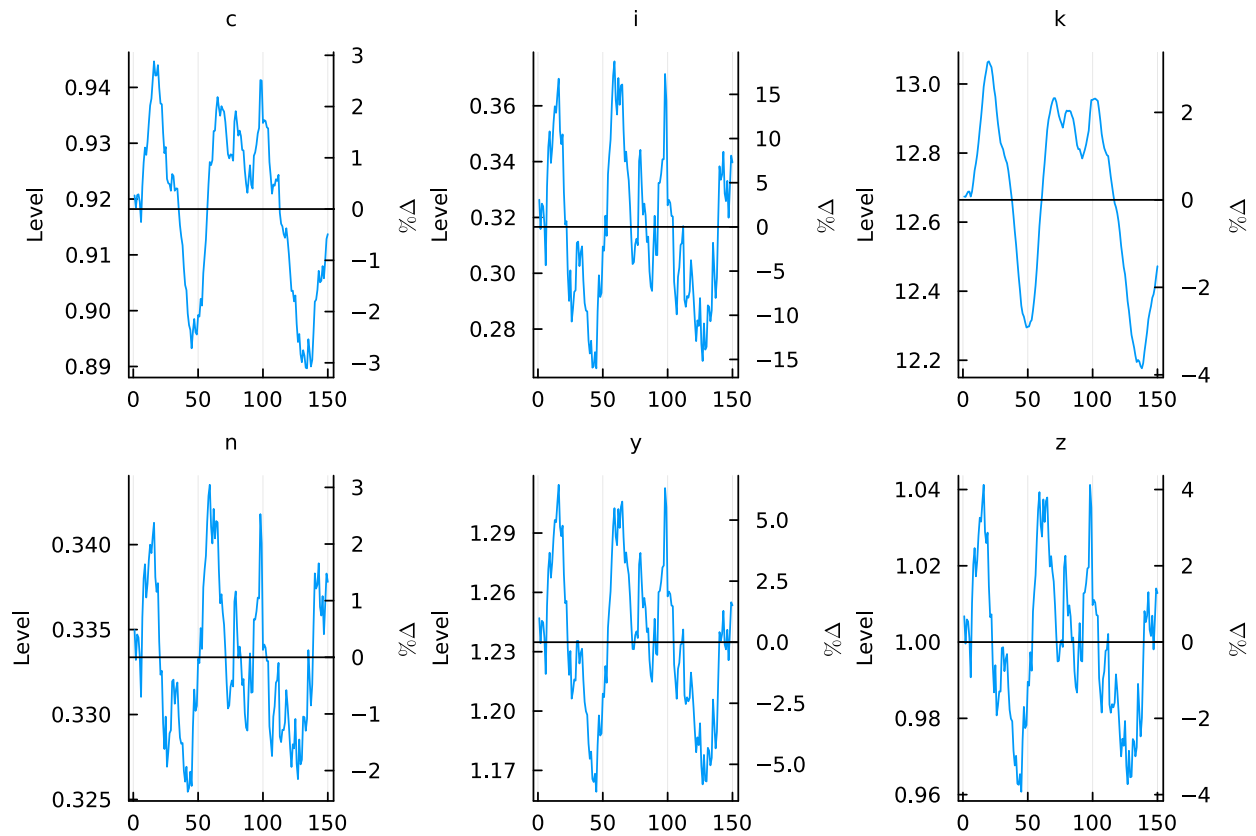 c
i
k
Level
0.94
0.93
0.92
0.91
0.90
0.89
3
2
1
0
−1
−2
−3
%Δ
0 50 100 150
Level
0.36
0.34
0.32
0.30
0.28
15
10
5
0
−5
−10
−15
%Δ
0 50 100 150
Level
13.0
12.8
12.6
12.4
12.2
2
0
−2
−4
%Δ
0 50 100 150
n
y
z
Level
0.340
0.335
0.330
0.325
3
2
1
0
−1
−2
%Δ
0 50 100 150
Level
1.29
1.26
1.23
1.20
1.17
5.0
2.5
0.0
−2.5
−5.0
%Δ
0 50 100 150
Level
1.04
1.02
1.00
0.98
0.96
4
2
0
−2
−4
%Δ
0 50 100 150